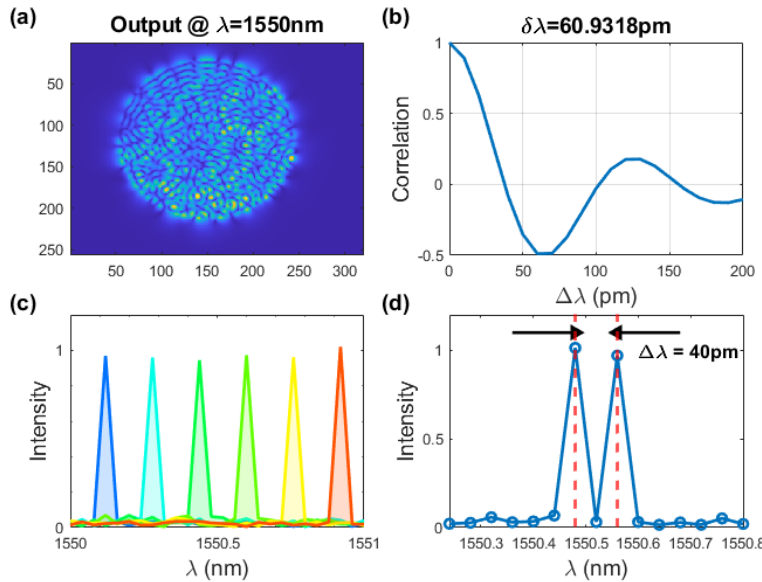 (a)
Output @ λ=1550nm
50
100
150
200
250
50 100 150 200 250 300
(b)
δλ=60.9318pm
Correlation
1
0.5
0
-0.5
0 100 200
Δλ (pm)
(c)
Intensity
1
0
1550 1550.5 1551
λ (nm)
(d)
Intensity
1
0.5
0
Δλ = 40pm
1550.3 1550.4 1550.5 1550.6 1550.7 1550.8
λ (nm)